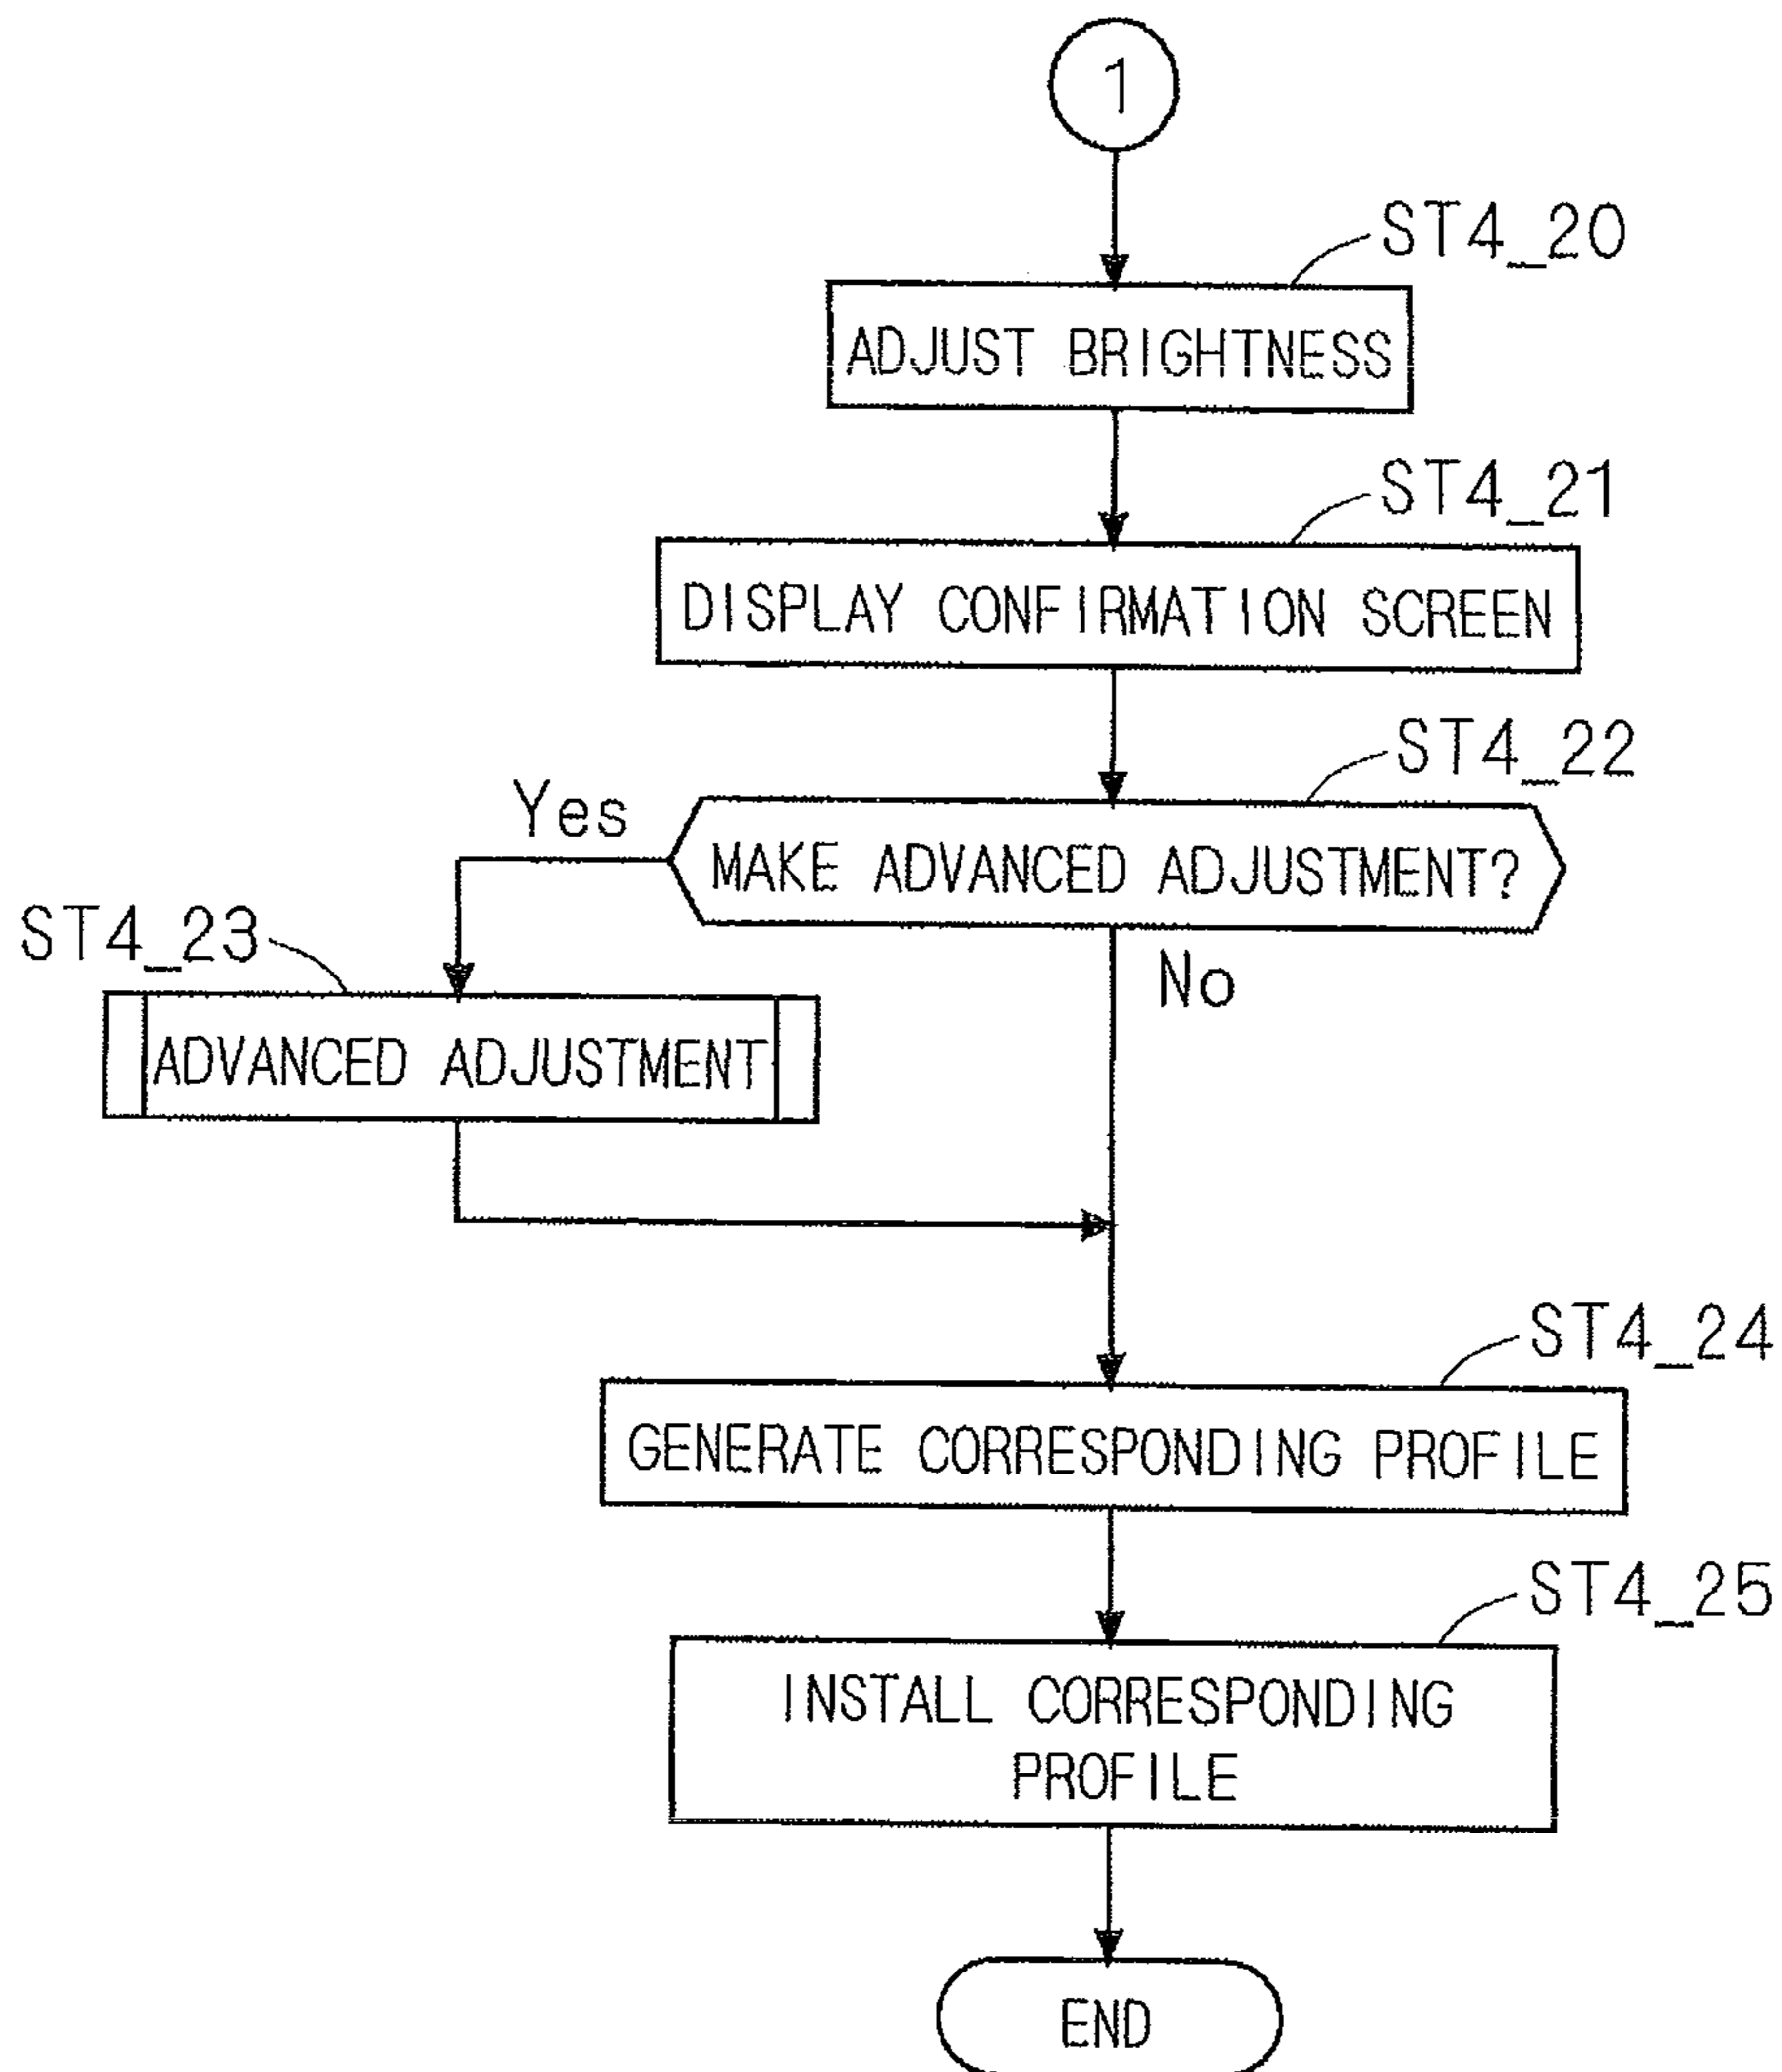 1
ST4_20
ADJUST BRIGHTNESS
ST4_21
DISPLAY CONFIRMATION SCREEN
ST4_22
Yes
MAKE ADVANCED ADJUSTMENT?
ST4_23
No
ADVANCED ADJUSTMENT
ST4_24
GENERATE CORRESPONDING PROFILE
ST4_25
INSTALL CORRESPONDING
PROFILE
END